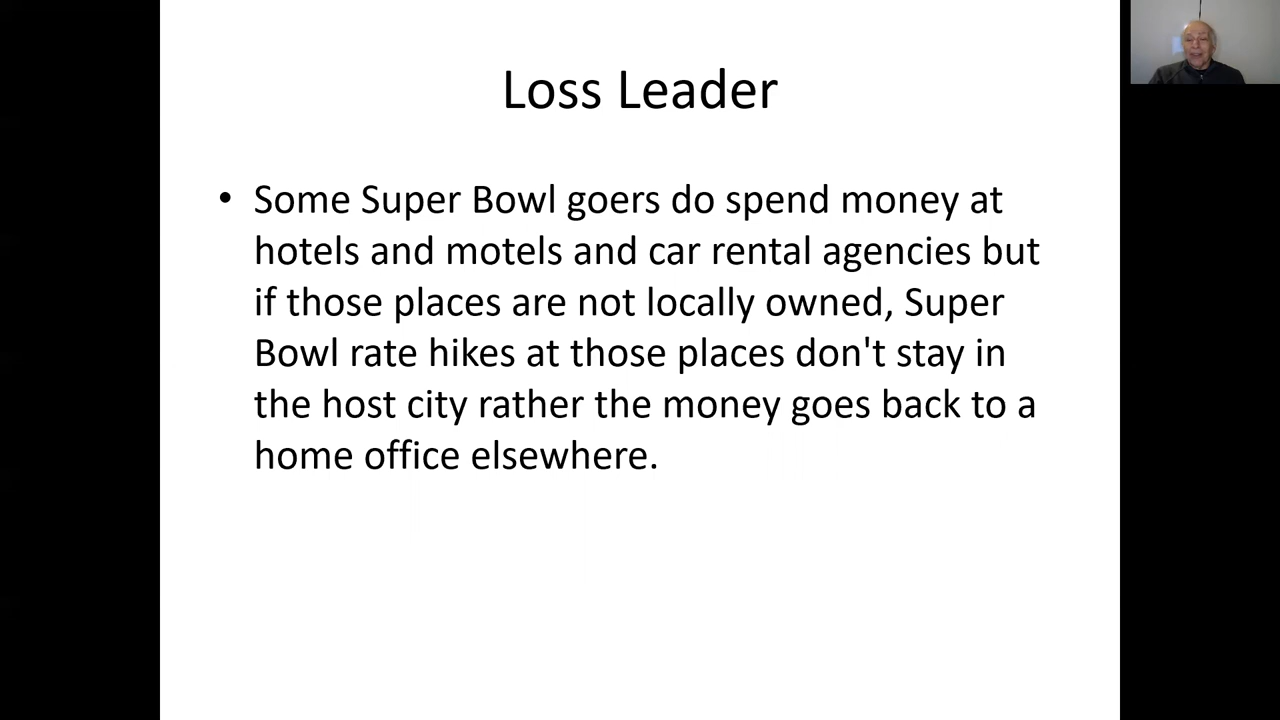 Loss Leader
• Some Super Bowl goers do spend money at
hotels and motels and car rental agencies but
if those places are not locally owned, Super
Bowl rate hikes at those places don't stay in
the host city rather the money goes back to a
home office elsewhere.